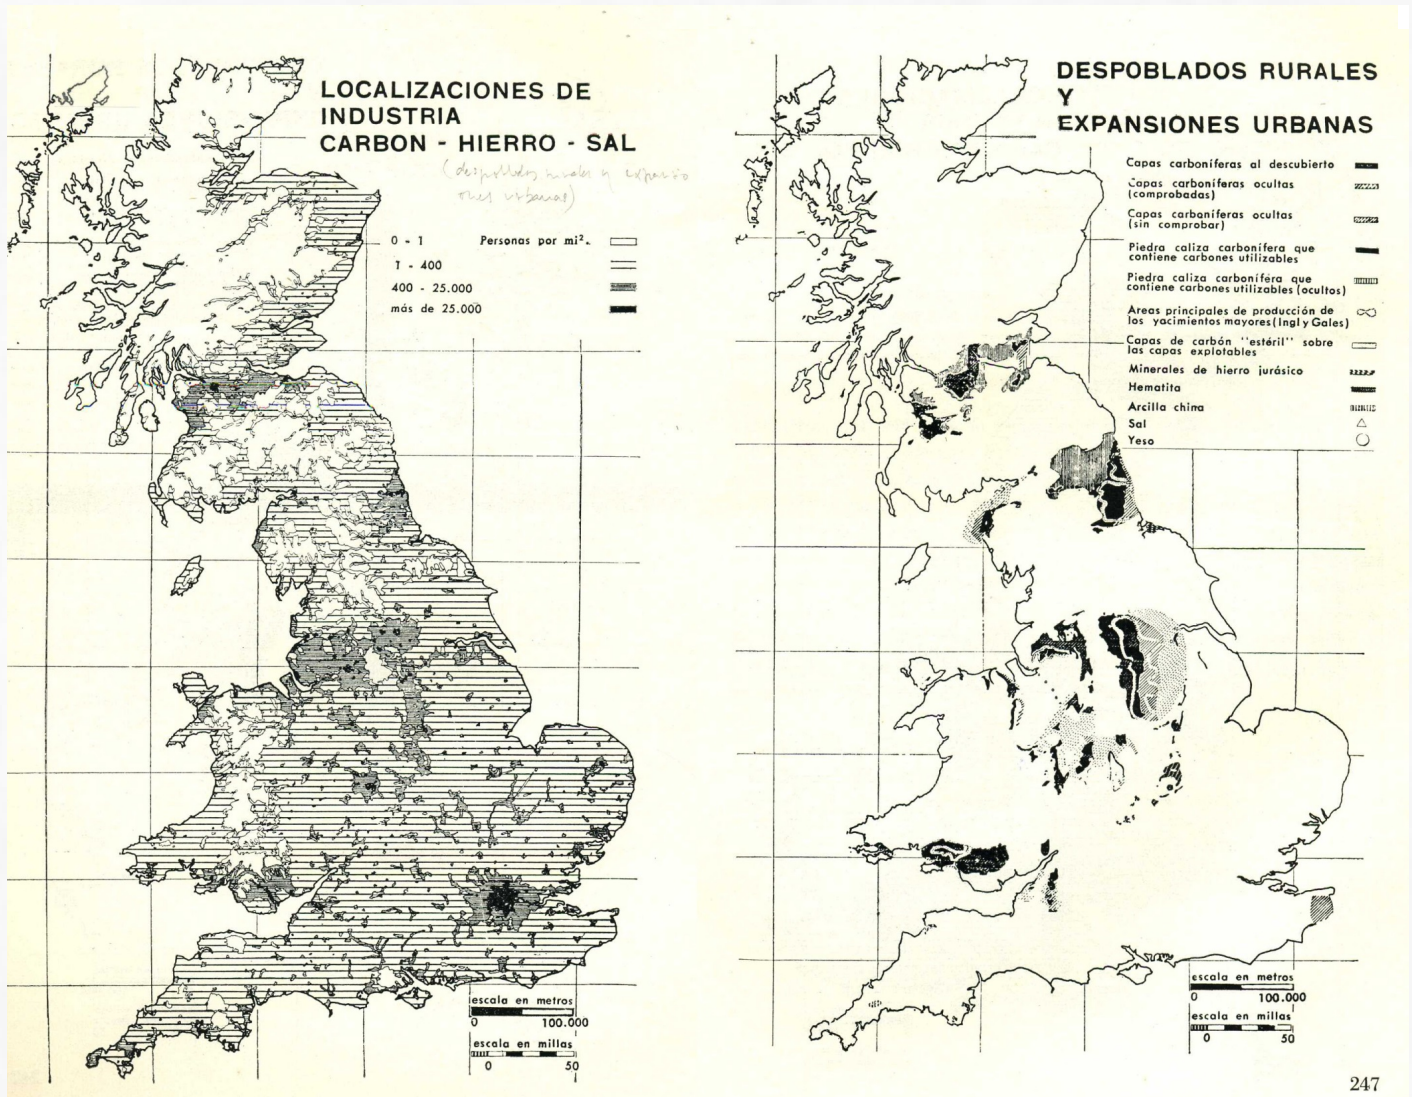 LOCALIZACIONES DE
INDUSTRIA
CARBON - HIERRO - SAL
(despoblados rurales y expansio
ones urbanas)
0 - 1 Personas por mi².
1 - 400
400 - 25.000
más de 25.000
escala en metros
0 100.000
escala en millas
0 50
DESPOBLADOS RURALES
Y
EXPANSIONES URBANAS
Capas carboníferas al descubierto
Capas carboníferas ocultas
(comprobadas)
Capas carboníferas ocultas
(sin comprobar)
Piedra caliza carbonífera que
contiene carbones utilizables
Piedra caliza carbonífera que
contiene carbones utilizables (ocultos)
Areas principales de producción de
los yacimientos mayores (Ingl y Gales)
Capas de carbón "estéril" sobre
las capas explotables
Minerales de hierro jurásico
Hematita
Arcilla china
Sal
Yeso
escala en metros
0 100.000
escala en millas
0 50
247